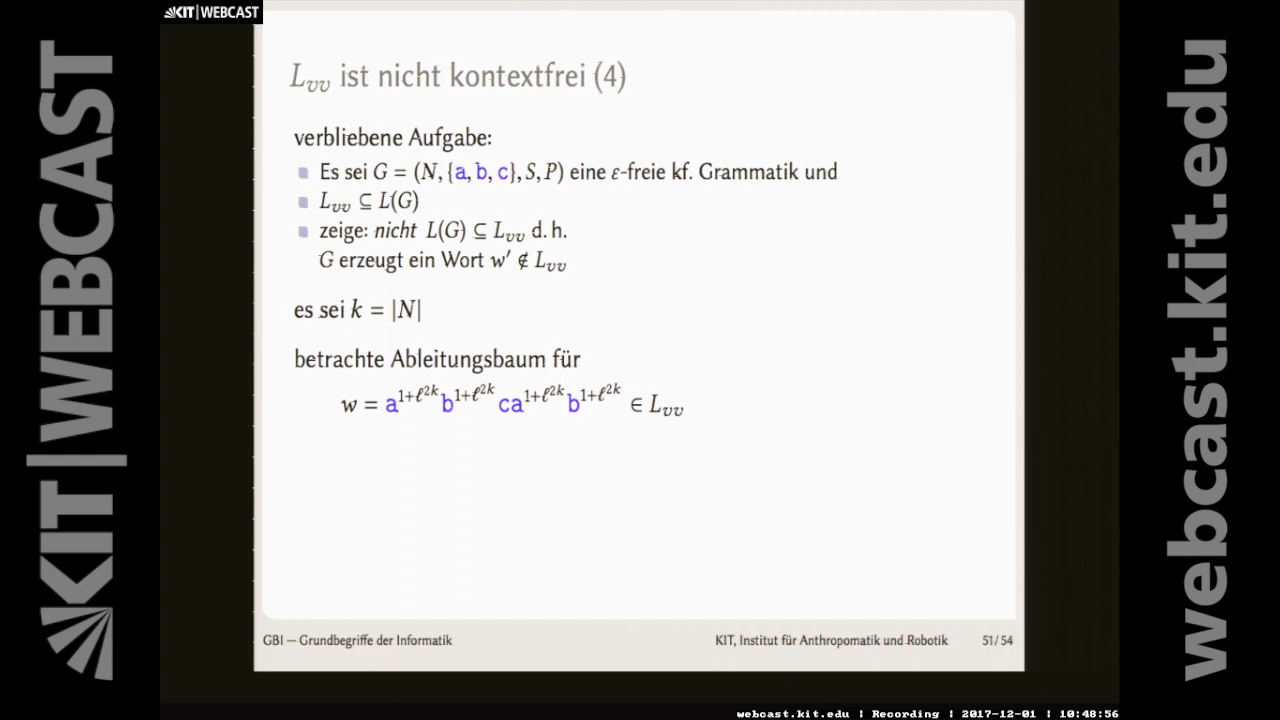 KIT|WEBCAST
L_vv ist nicht kontextfrei (4)
verbliebene Aufgabe:
Es sei G = (N, {a, b, c}, S, P) eine ε-freie kf. Grammatik und
L_vv ⊆ L(G)
zeige: nicht L(G) ⊆ L_vv d. h.
G erzeugt ein Wort w′ ∉ L_vv
es sei k = |N|
betrachte Ableitungsbaum für
w = a^{1+ℓ^{2k}} b^{1+ℓ^{2k}} ca^{1+ℓ^{2k}} b^{1+ℓ^{2k}} ∈ L_vv
GBI — Grundbegriffe der Informatik
KIT, Institut für Anthropomatik und Robotik
51/54
KIT|WEBCAST
webcast.kit.edu
webcast.kit.edu | Recording | 2017-12-01 | 10:48:56